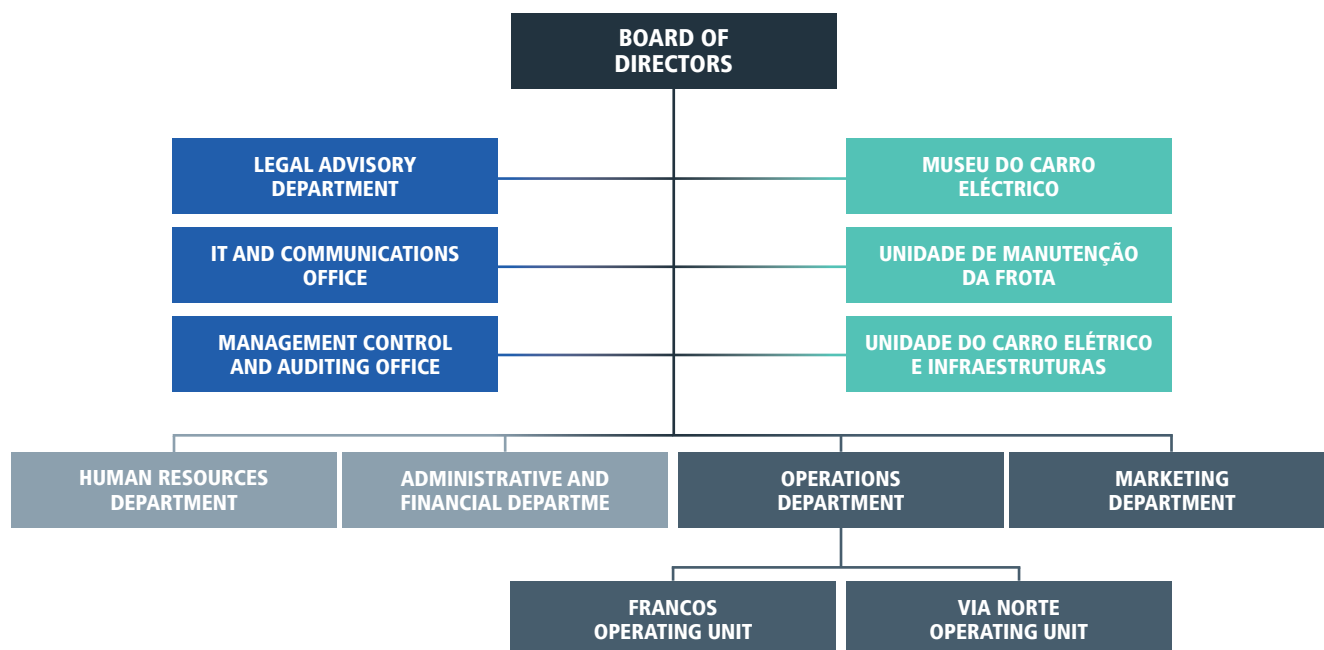 BOARD OF
DIRECTORS
LEGAL ADVISORY
DEPARTMENT
MUSEU DO CARRO
ELÉCTRICO
IT AND COMMUNICATIONS
OFFICE
UNIDADE DE MANUTENÇÃO
DA FROTA
MANAGEMENT CONTROL
AND AUDITING OFFICE
UNIDADE DO CARRO ELÉTRICO
E INFRAESTRUTURAS
HUMAN RESOURCES
DEPARTMENT
ADMINISTRATIVE AND
FINANCIAL DEPARTME
OPERATIONS
DEPARTMENT
MARKETING
DEPARTMENT
FRANCOS
OPERATING UNIT
VIA NORTE
OPERATING UNIT